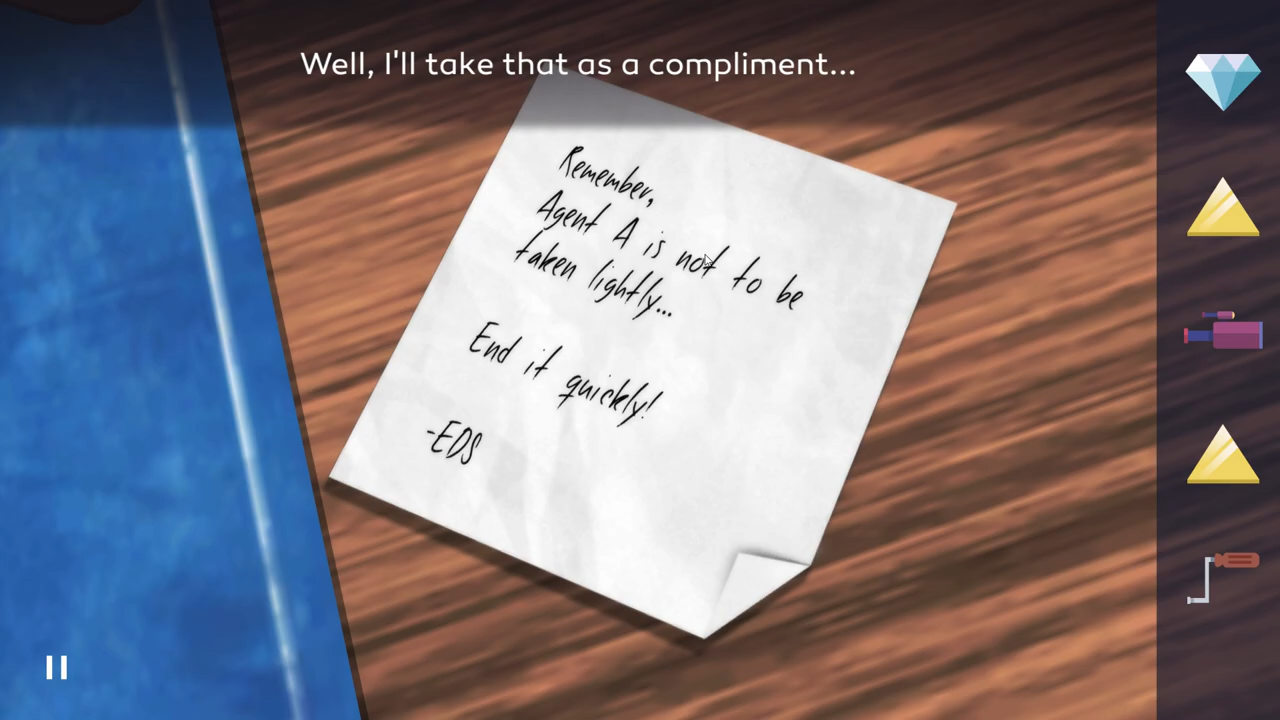 Well, I'll take that as a compliment...
Remember,
Agent A is not to be
taken lightly...
End it quickly!
-EDS